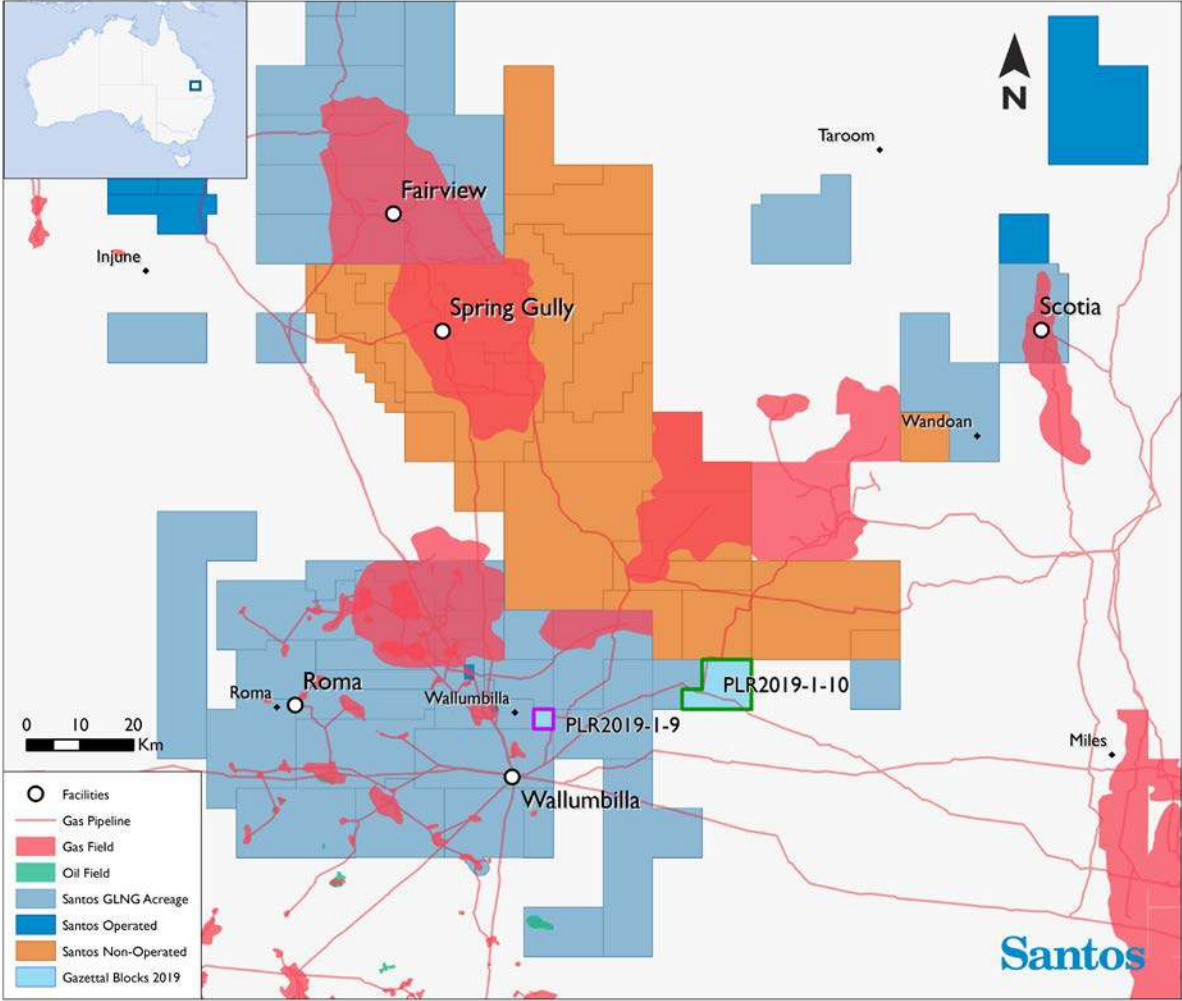 N
Taroom
Fairview
Injune
Spring Gully
Scotia
Wandoan
Roma
Roma
Wallumbilla
PLR2019-1-10
PLR2019-1-9
0 10 20
Km
Miles
Wallumbilla
Facilities
Gas Pipeline
Gas Field
Oil Field
Santos GLNG Acreage
Santos Operated
Santos Non-Operated
Gazettal Blocks 2019
Santos